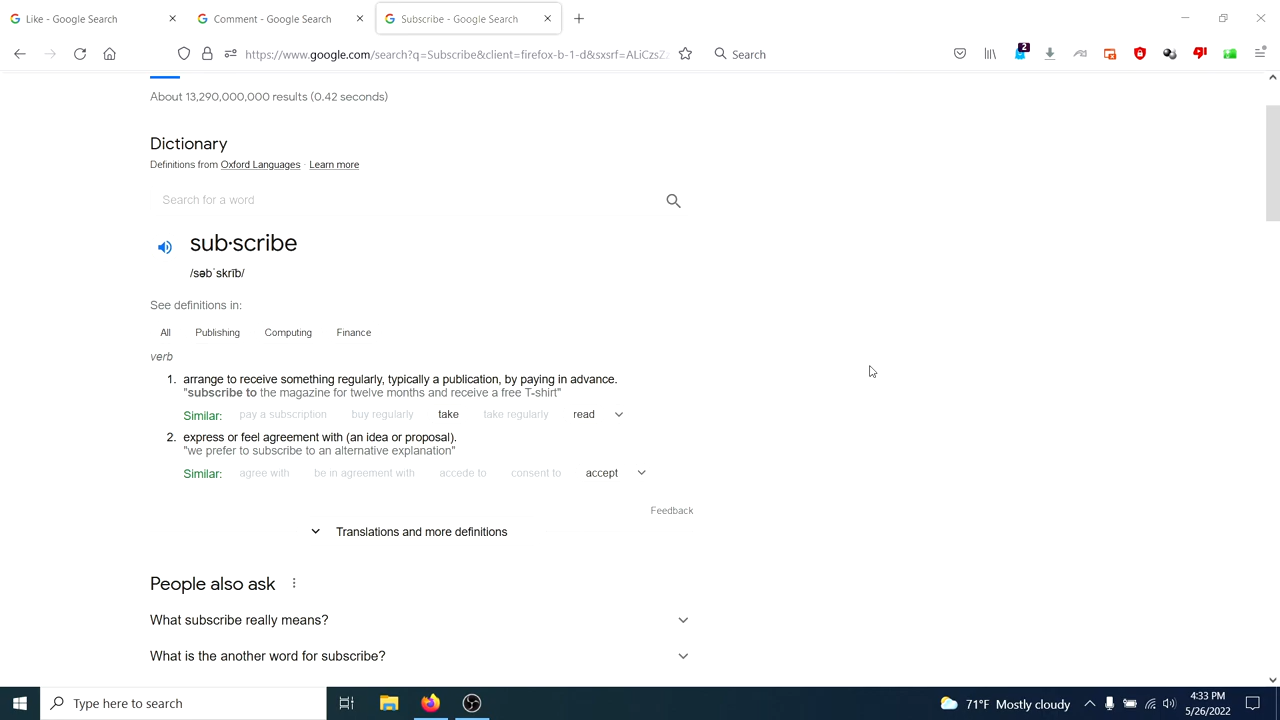 Like - Google Search
Comment - Google Search
Subscribe - Google Search
https://www.google.com/search?q=Subscribe&client=firefox-b-1-d&sxsrf=ALiCzsZ
Search
2
About 13,290,000,000 results (0.42 seconds)
Dictionary
Definitions from Oxford Languages · Learn more
Search for a word
sub·scribe
/səbˈskrīb/
See definitions in:
All Publishing Computing Finance
verb
1. arrange to receive something regularly, typically a publication, by paying in advance.
"subscribe to the magazine for twelve months and receive a free T-shirt"
Similar: pay a subscription buy regularly take take regularly read
2. express or feel agreement with (an idea or proposal).
"we prefer to subscribe to an alternative explanation"
Similar: agree with be in agreement with accede to consent to accept
Feedback
Translations and more definitions
People also ask
What subscribe really means?
What is the another word for subscribe?
Type here to search
71°F Mostly cloudy
4:33 PM
5/26/2022